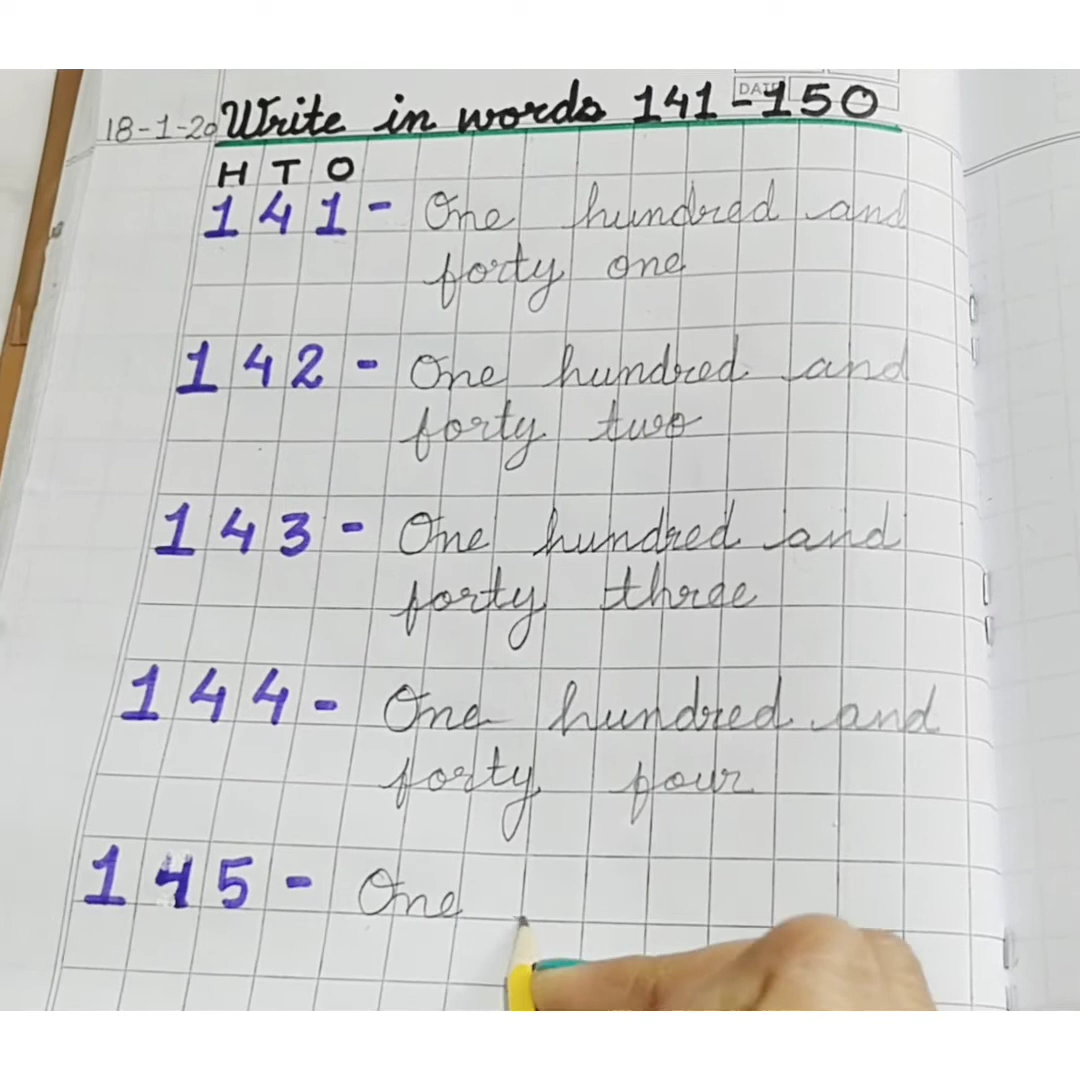 DATE
18-1-20 Write in words 141-150
H T O
141 - One hundred and
forty one
142 - One hundred and
forty two
143 - One hundred and
forty three
144 - One hundred and
forty four
145 - One